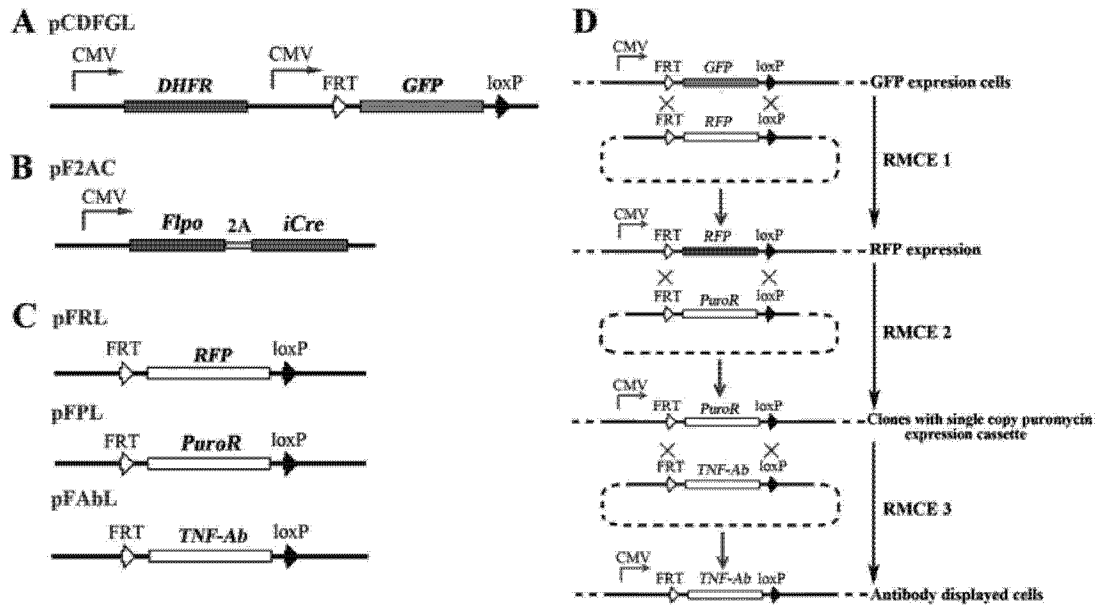 A pCDFGL
CMV CMV
DHFR FRT GFP loxP
B pF2AC
CMV
Flpo 2A iCre
C pFRL
FRT RFP loxP
pFPL
FRT PuroR loxP
pFAbL
FRT TNF-Ab loxP
D
CMV
FRT GFP loxP
GFP expresion cells
FRT RFP loxP
RMCE 1
CMV
FRT RFP loxP
RFP expression
FRT PuroR loxP
RMCE 2
CMV
FRT PuroR loxP
Clones with single copy puromycin
expression cassette
FRT TNF-Ab loxP
RMCE 3
CMV
FRT TNF-Ab loxP
Antibody displayed cells